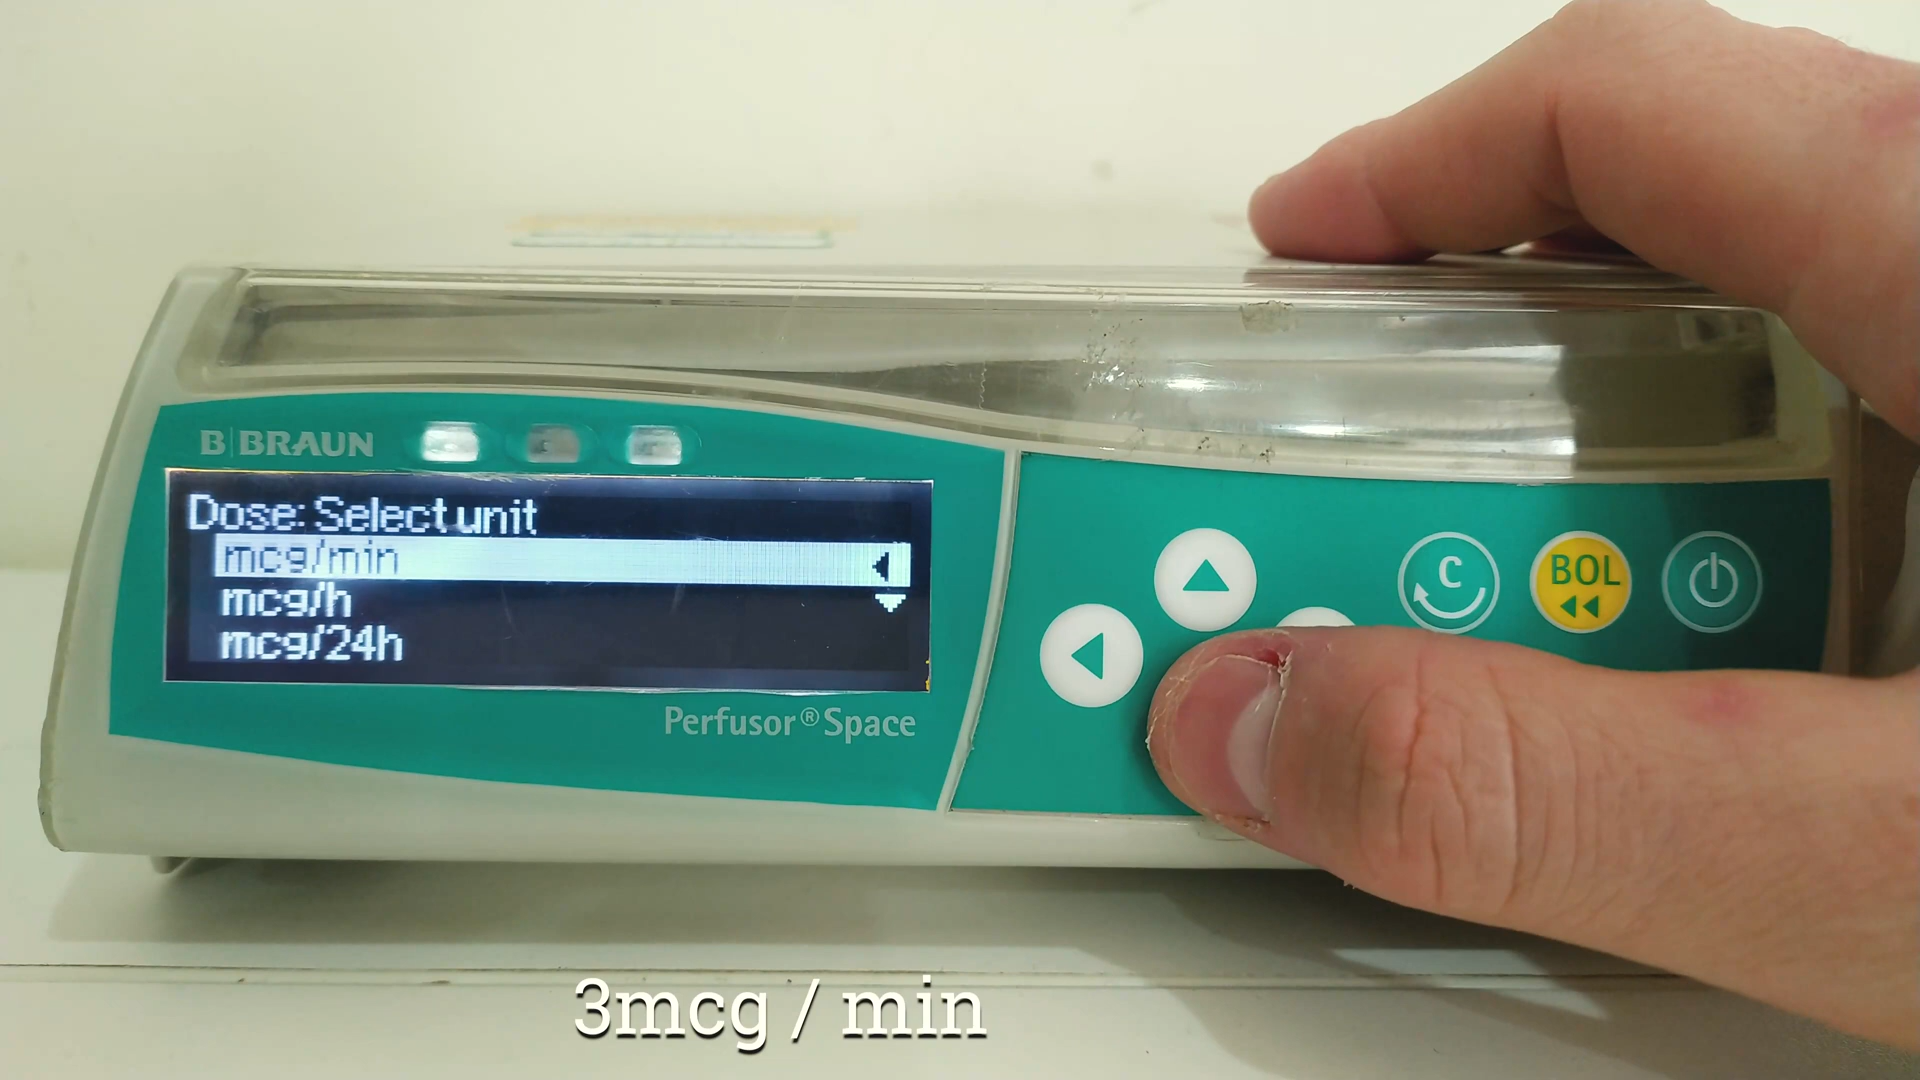 B BRAUN
Dose: Select unit
mcg/min
mcg/h
mcg/24h
Perfusor® Space
C
BOL
3mcg / min